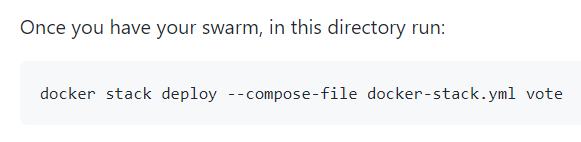 Once you have your swarm, in this directory run:
docker stack deploy --compose-file docker-stack.yml vote